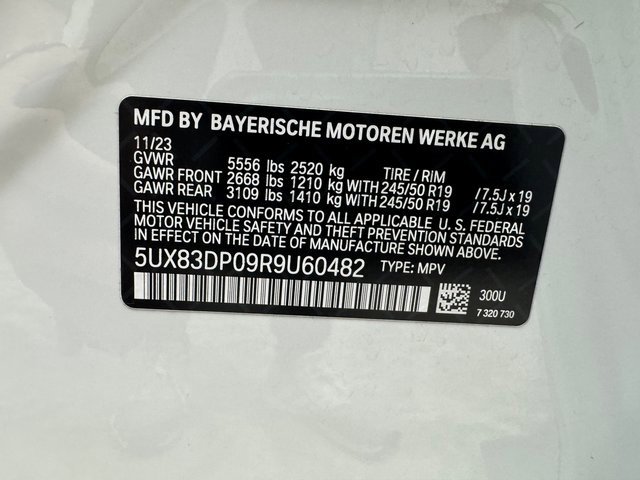 MFD BY BAYERISCHE MOTOREN WERKE AG
11/23
GVWR 5556 lbs 2520 kg TIRE / RIM
GAWR FRONT 2668 lbs 1210 kg WITH 245/50 R19 /7.5J x 19
GAWR REAR 3109 lbs 1410 kg WITH 245/50 R19 /7.5J x 19
THIS VEHICLE CONFORMS TO ALL APPLICABLE U. S. FEDERAL
MOTOR VEHICLE SAFETY AND THEFT PREVENTION STANDARDS
IN EFFECT ON THE DATE OF MANUFACTURE SHOWN ABOVE.
5UX83DP09R9U60482 TYPE: MPV
300U
7 320 730